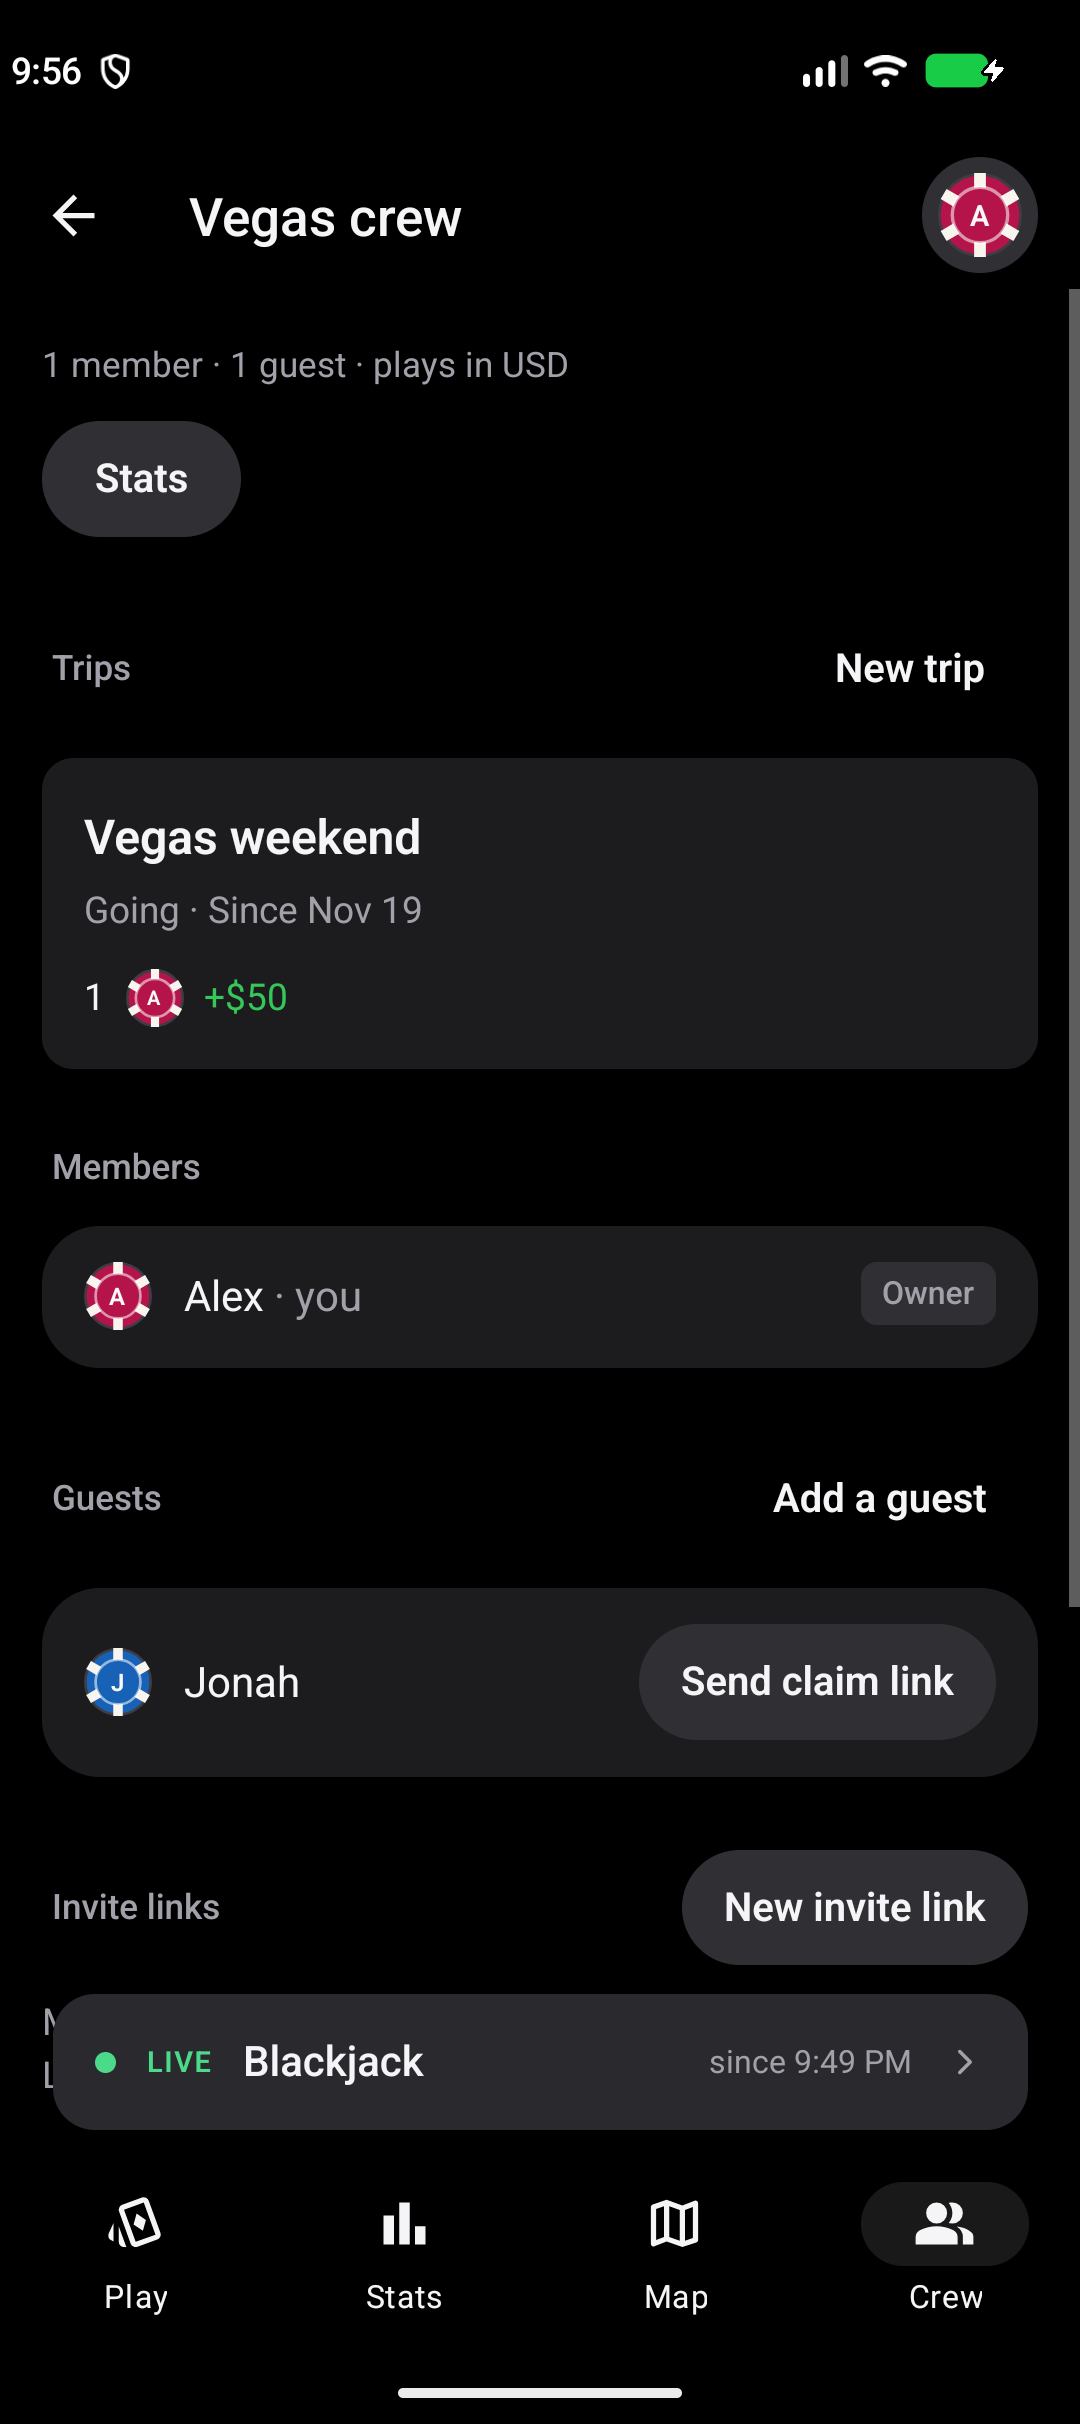 9:56
Vegas crew
A
1 member · 1 guest · plays in USD
Stats
Trips
New trip
Vegas weekend
Going · Since Nov 19
1 A +$50
Members
A Alex · you
Owner
Guests
Add a guest
J Jonah
Send claim link
Invite links
New invite link
LIVE Blackjack
since 9:49 PM
Play
Stats
Map
Crew